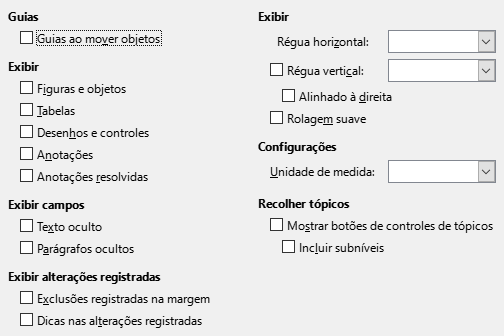 Guias
Guias ao mover objetos
Exibir
Figuras e objetos
Tabelas
Desenhos e controles
Anotações
Anotações resolvidas
Exibir campos
Texto oculto
Parágrafos ocultos
Exibir alterações registradas
Exclusões registradas na margem
Dicas nas alterações registradas
Exibir
Régua horizontal:
Régua vertical:
Alinhado à direita
Rolagem suave
Configurações
Unidade de medida:
Recolher tópicos
Mostrar botões de controles de tópicos
Incluir subníveis